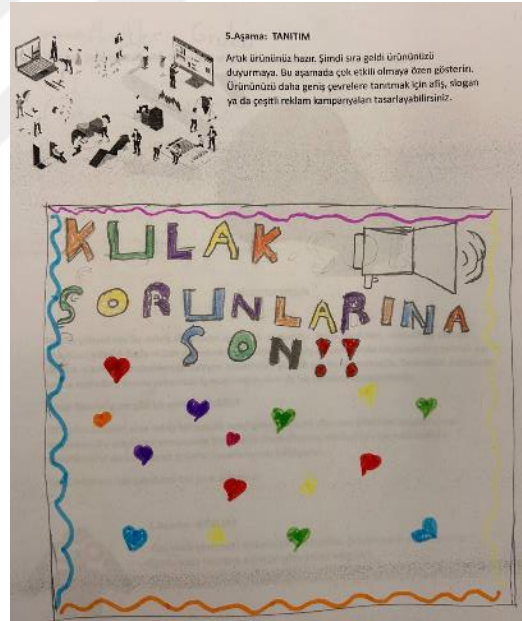 5.Aşama: TANITIM
Artık ürününüz hazır. Şimdi sıra geldi ürününüzü
duyurmaya. Bu aşamada çok etkili olmaya özen gösterin.
Ürününüzü daha geniş çevrelere tanıtmak için afiş, slogan
ya da çeşitli reklam kampanyaları tasarlayabilirsiniz.
KULAK
SORUNLARINA
SON!!